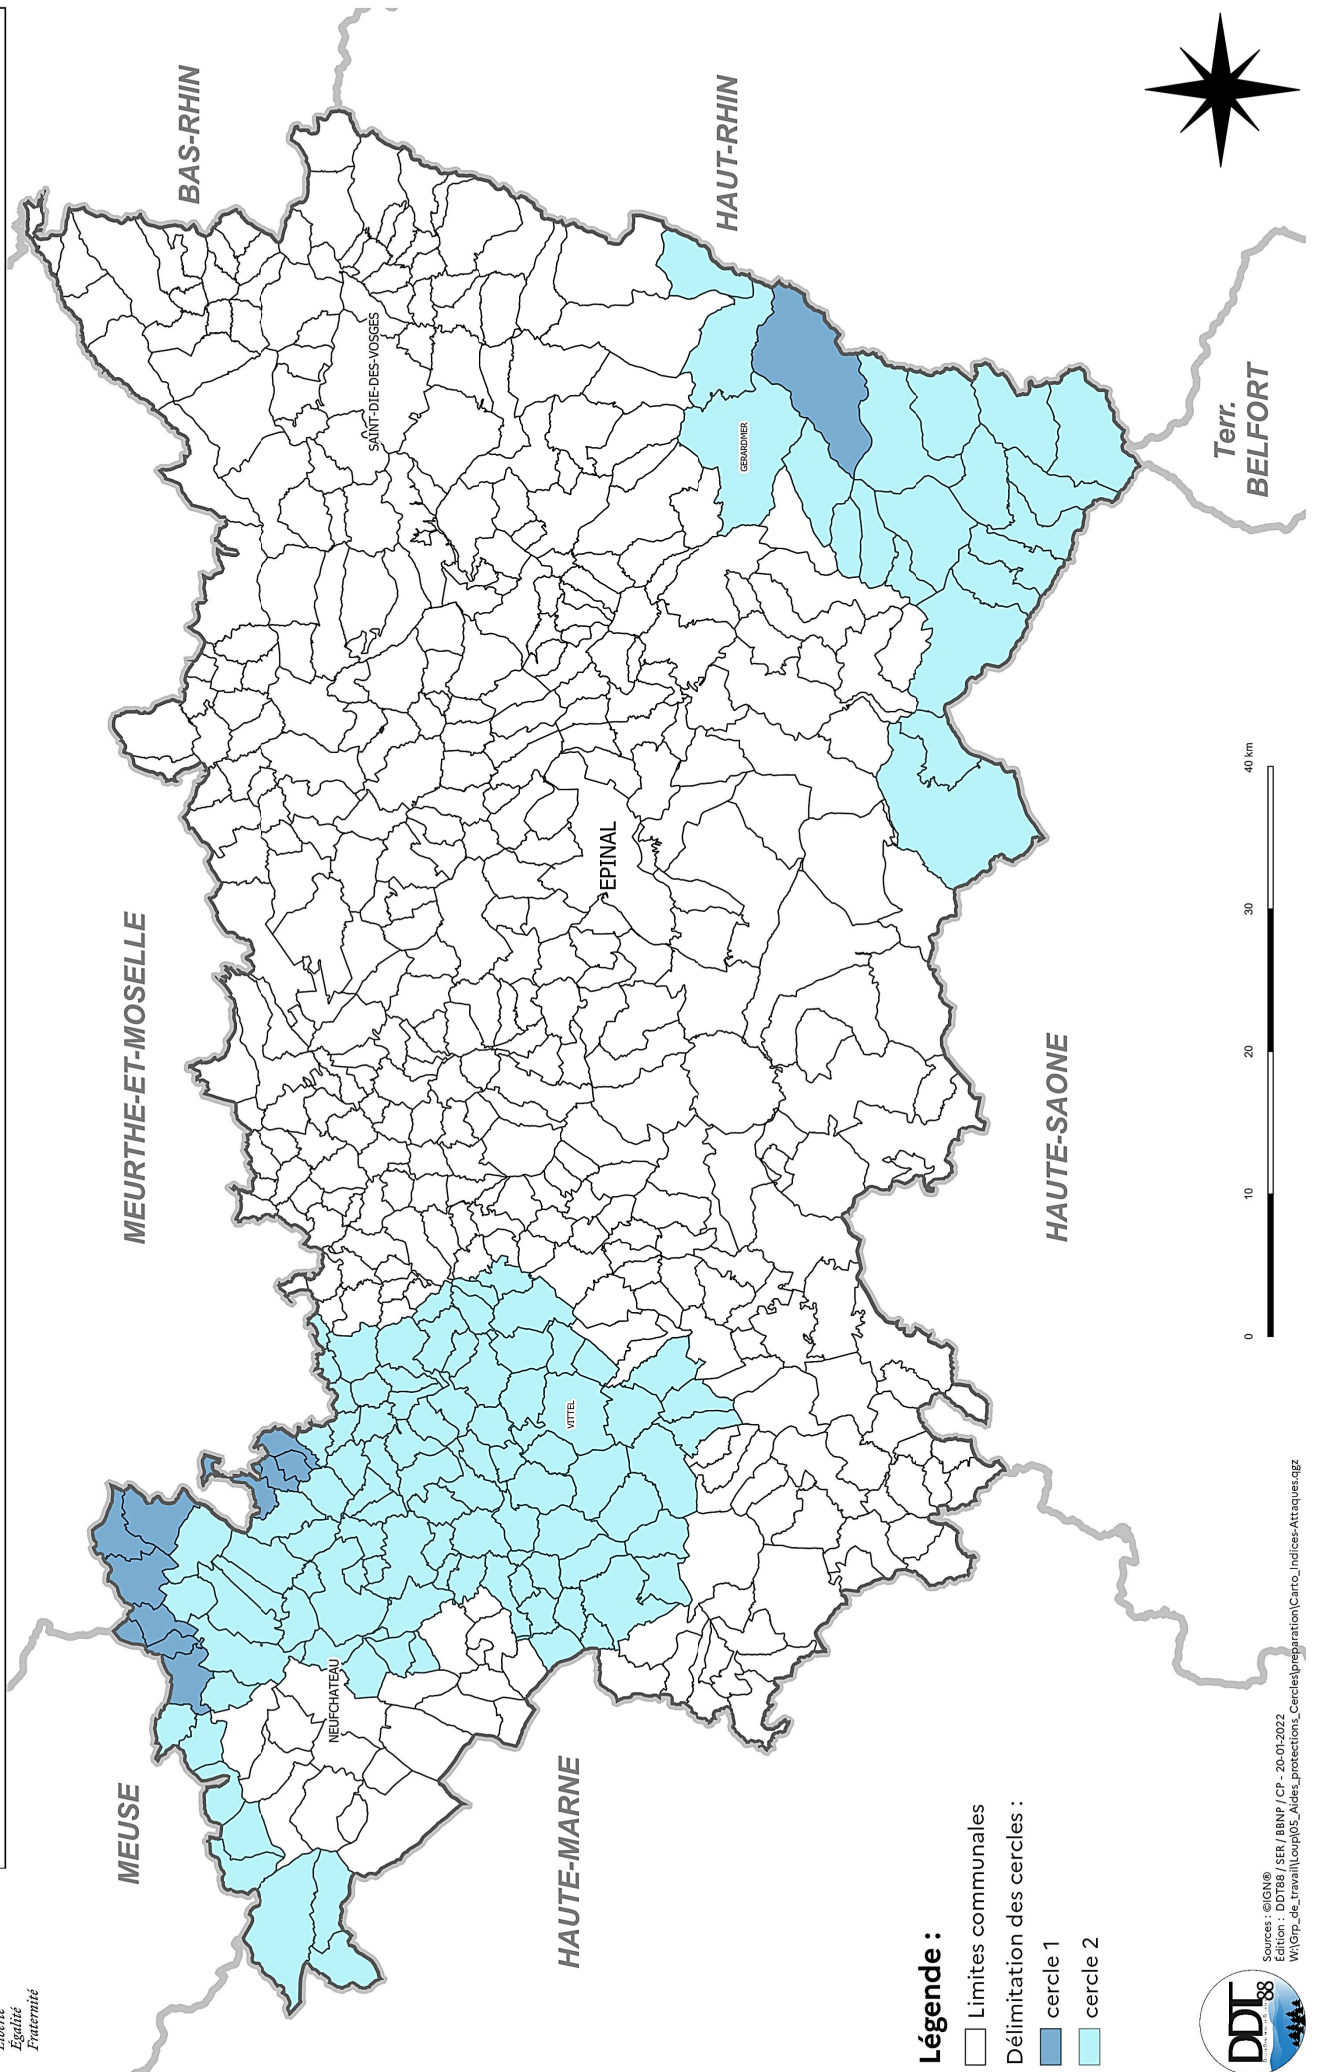 Égalité
Fraternité
MEUSE
MEURTHE-ET-MOSELLE
BAS-RHIN
HAUT-RHIN
Terr.
BELFORT
HAUTE-SAONE
HAUTE-MARNE
NEUFCHATEAU
VITTEL
EPINAL
SAINT-DIE-DES-VOSGES
GERARDMER
Légende :
Limites communales
Délimitation des cercles :
cercle 1
cercle 2
0 10 20 30 40 km
DDT
88
Sources : ©IGN®
Édition : DDT88 / SER / BBNP / CP - 20-01-2022
W:\Grp_de_travail\Loup\05_Aides_protections_Cercles\preparation\Carto_Indices-Attaques.qgz